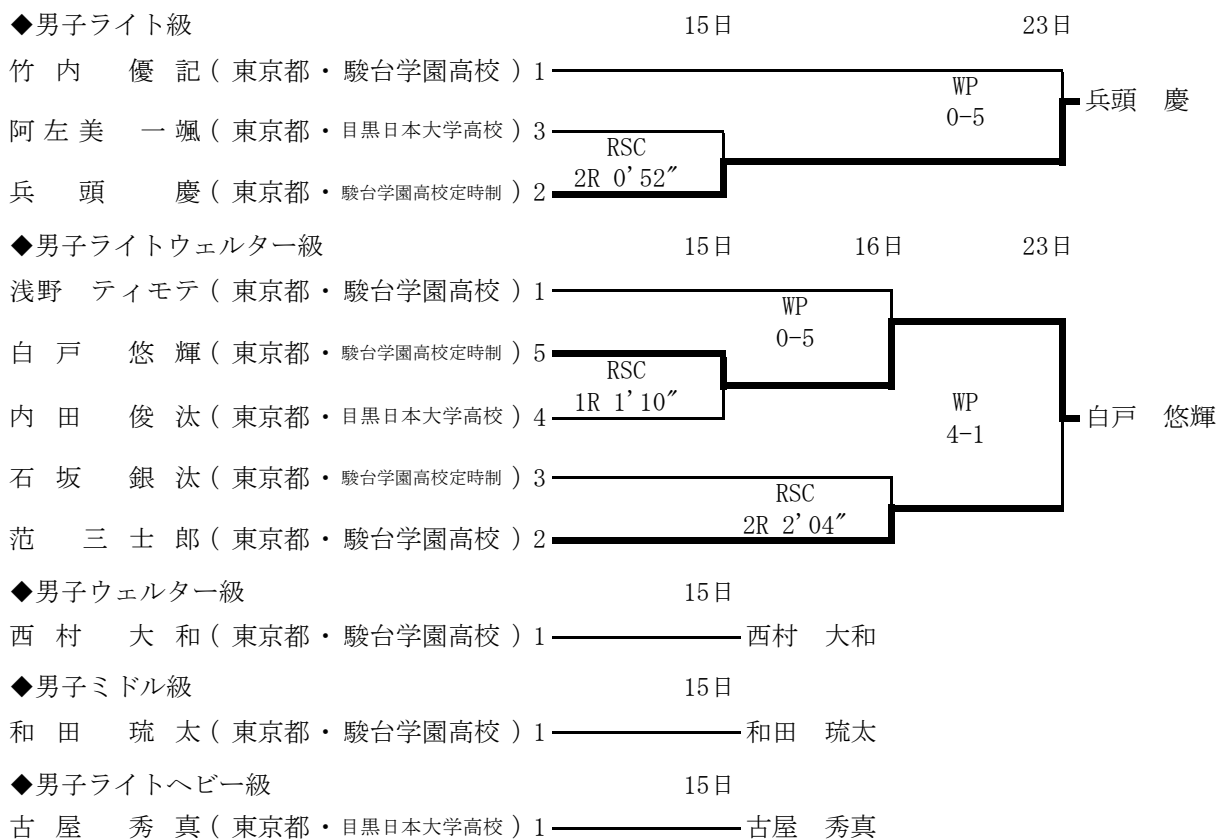 ◆男子ライト級 15日 23日
竹内 優記(東京都・駿台学園高校)1
WP
0-5
兵頭 慶
阿左美 一颯(東京都・目黒日本大学高校)3
RSC
2R 0'52″
兵頭 慶(東京都・駿台学園高校定時制)2
◆男子ライトウェルター級 15日 16日 23日
浅野 ティモテ(東京都・駿台学園高校)1
WP
0-5
白戸 悠輝(東京都・駿台学園高校定時制)5
RSC
1R 1'10″
内田 俊汰(東京都・目黒日本大学高校)4
WP
4-1
白戸 悠輝
石坂 銀汰(東京都・駿台学園高校定時制)3
RSC
2R 2'04″
范 三士郎(東京都・駿台学園高校)2
◆男子ウェルター級 15日
西村 大和(東京都・駿台学園高校)1 西村 大和
◆男子ミドル級 15日
和田 琉太(東京都・駿台学園高校)1 和田 琉太
◆男子ライトヘビー級 15日
古屋 秀真(東京都・目黒日本大学高校)1 古屋 秀真